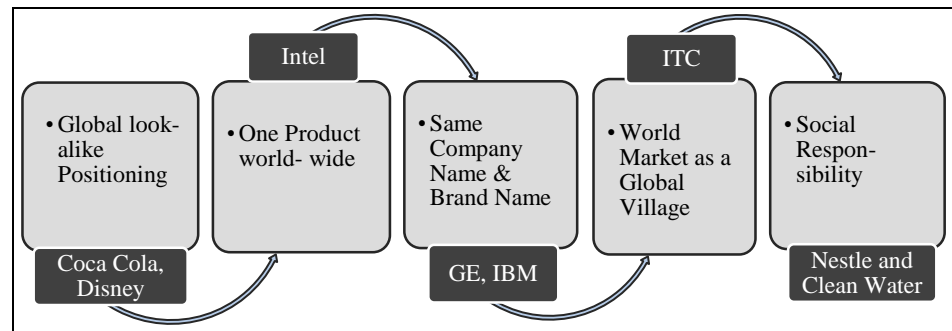 • Global look-
alike
Positioning
Coca Cola,
Disney
Intel
• One Product
world- wide
• Same
Company
Name &
Brand Name
GE, IBM
ITC
• World
Market as a
Global
Village
• Social
Respon-
sibility
Nestle and
Clean Water